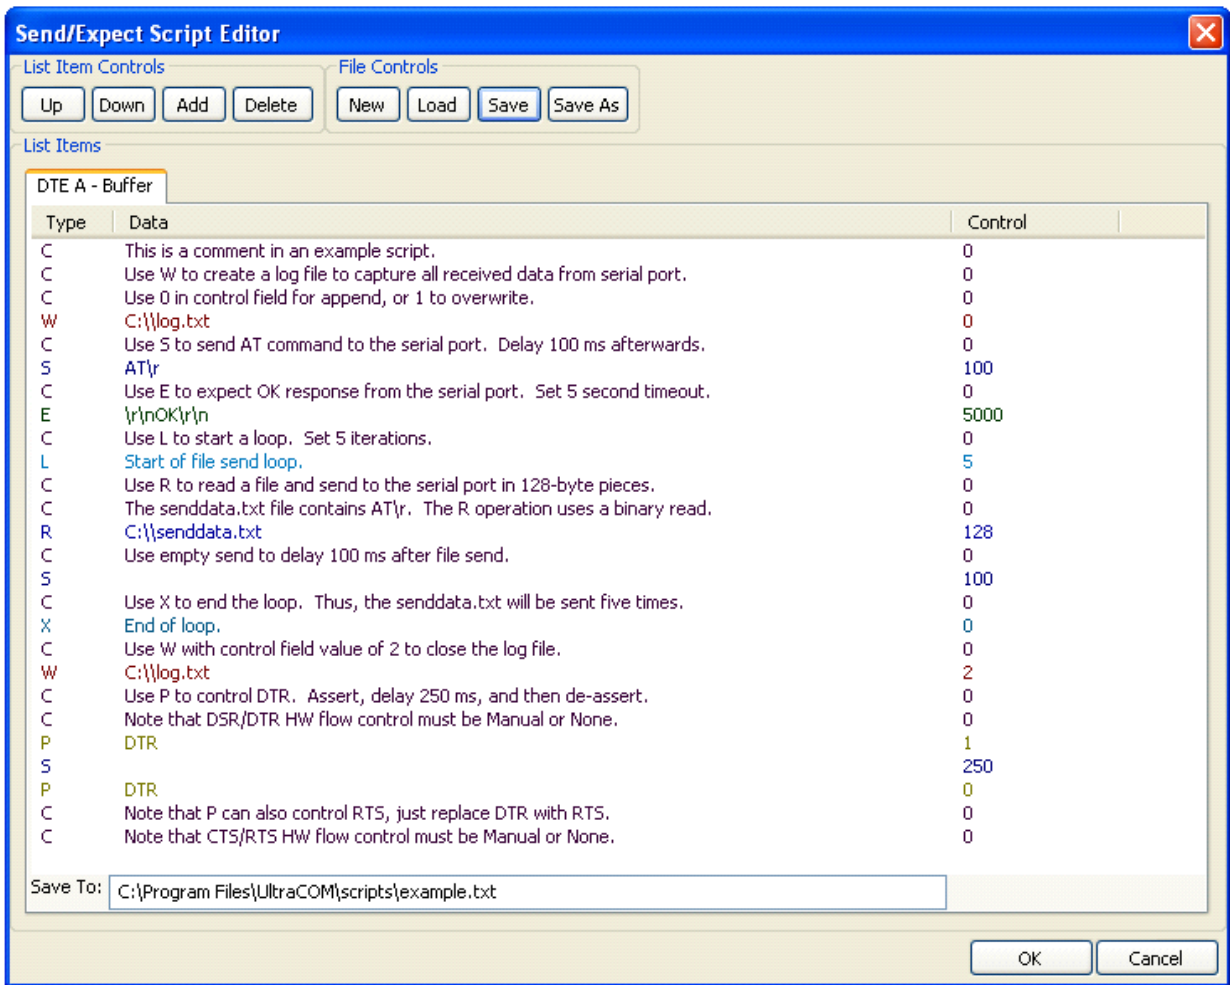 Send/Expect Script Editor
List Item Controls File Controls
Up Down Add Delete New Load Save Save As
List Items
DTE A - Buffer
Type Data Control
C This is a comment in an example script. 0
C Use W to create a log file to capture all received data from serial port. 0
C Use 0 in control field for append, or 1 to overwrite. 0
W C:\\log.txt 0
C Use S to send AT command to the serial port.  Delay 100 ms afterwards. 0
S AT\r 100
C Use E to expect OK response from the serial port.  Set 5 second timeout. 0
E \r\nOK\r\n 5000
C Use L to start a loop.  Set 5 iterations. 0
L Start of file send loop. 5
C Use R to read a file and send to the serial port in 128-byte pieces. 0
C The senddata.txt file contains AT\r.  The R operation uses a binary read. 0
R C:\\senddata.txt 128
C Use empty send to delay 100 ms after file send. 0
S 100
C Use X to end the loop.  Thus, the senddata.txt will be sent five times. 0
X End of loop. 0
C Use W with control field value of 2 to close the log file. 0
W C:\\log.txt 2
C Use P to control DTR.  Assert, delay 250 ms, and then de-assert. 0
C Note that DSR/DTR HW flow control must be Manual or None. 0
P DTR 1
S 250
P DTR 0
C Note that P can also control RTS, just replace DTR with RTS. 0
C Note that CTS/RTS HW flow control must be Manual or None. 0
Save To: C:\Program Files\UltraCOM\scripts\example.txt
OK Cancel